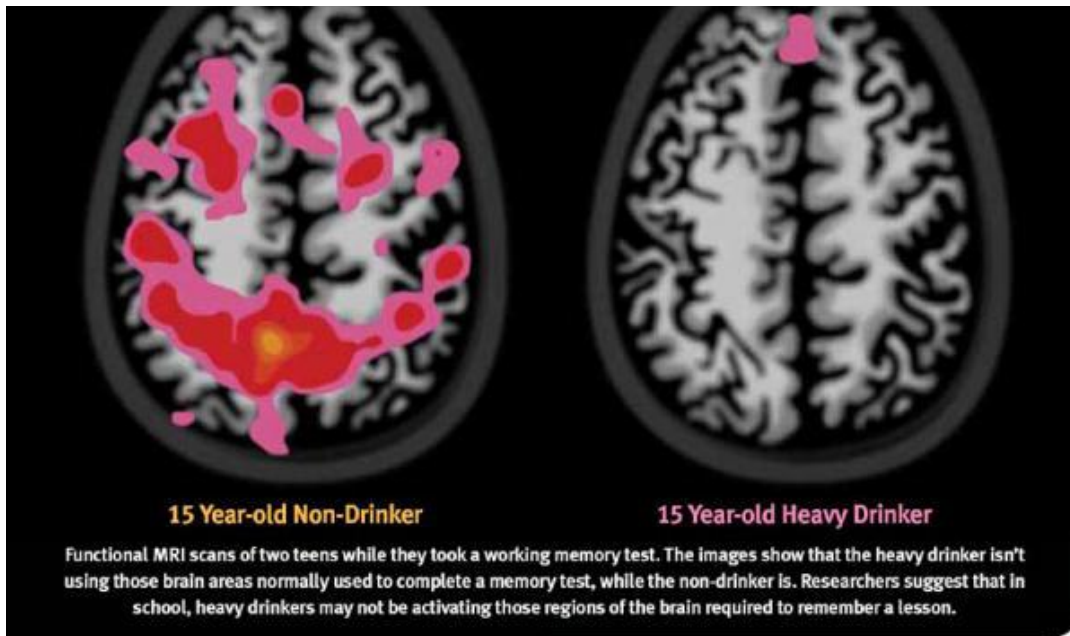 15 Year-old Non-Drinker
15 Year-old Heavy Drinker
Functional MRI scans of two teens while they took a working memory test. The images show that the heavy drinker isn't
using those brain areas normally used to complete a memory test, while the non-drinker is. Researchers suggest that in
school, heavy drinkers may not be activating those regions of the brain required to remember a lesson.